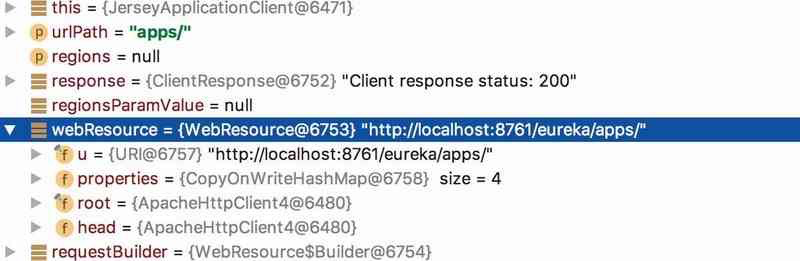 this = {JerseyApplicationClient@6471}
p urlPath = "apps/"
p regions = null
response = {ClientResponse@6752} "Client response status: 200"
regionsParamValue = null
webResource = {WebResource@6753} "http://localhost:8761/eureka/apps/"
f u = {URI@6757} "http://localhost:8761/eureka/apps/"
f properties = {CopyOnWriteHashMap@6758} size = 4
f root = {ApacheHttpClient4@6480}
f head = {ApacheHttpClient4@6480}
requestBuilder = {WebResource$Builder@6754}